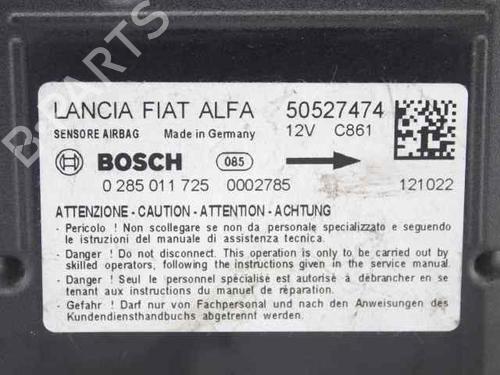 LANCIA FIAT ALFA 50527474
SENSORE AIRBAG Made in Germany 12V C861
BOSCH 085
0 285 011 725 0002785 121022
ATTENZIONE - CAUTION - ATTENTION - ACHTUNG
- Pericolo ! Non scollegare se non da personale specializzato e seguendo
le istruzioni del manuale di assistenza tecnica.
- Danger ! Do not disconnect. This operation is only to be carried out by
skilled operators, following the instructions given in the service manual.
- Danger ! Seul le personnel spécialisé est autorisé à débrancher en se
tenant aux instructions du manuel de réparation.
- Gefahr ! Darf nur von Fachpersonal und nach den Anweisungen des
Kundendiensthandbuchs abgetrennt werden.
B PARTS